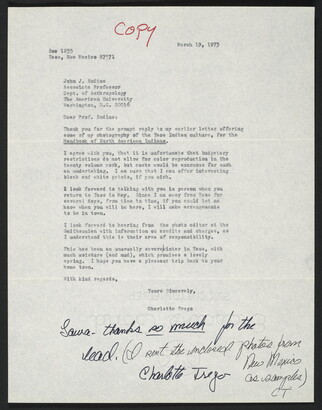 COPY
March 19, 1973
Box 1255
Taos, New Mexico 87571
John J. Bodine
Associate Professor
Dept. of Anthropology
The American University
Washington, D.C. 20016
Dear Prof. Bodine:
Thank you for the prompt reply to my earlier letter offering
some of my photography of the Taos Indian culture, for the
Handbook of North American Indians.
I agree with you, that it is unfortunate that budgetary
restrictions do not allow for color reproduction in the
twenty volume work, but costs would be enormous for such
an undertaking. I am sure that I can offer interesting
black and white prints, if you wish.
I look forward to talking with you in person when you
return to Taos in May. Since I am away from Taos for
several days, from time to time, if you could let me
know when you will be here, I will make arrangements
to be in town.
I look forward to hearing from the photo editor at the
Smithsonian with information on credits and charges, as
I understand this is their area of responsibility.
This has been an unusually severe winter in Taos, with
much moisture (and mud), which promises a lovely
spring. I hope you have a pleasant trip back to your
home town.
With kind regards,
Yours Sincerely,
Charlotte Trego
thanks so much for the
lead. (I sent the enclosed photos from
New Mexico
as samples)
Charlotte Trego
CT